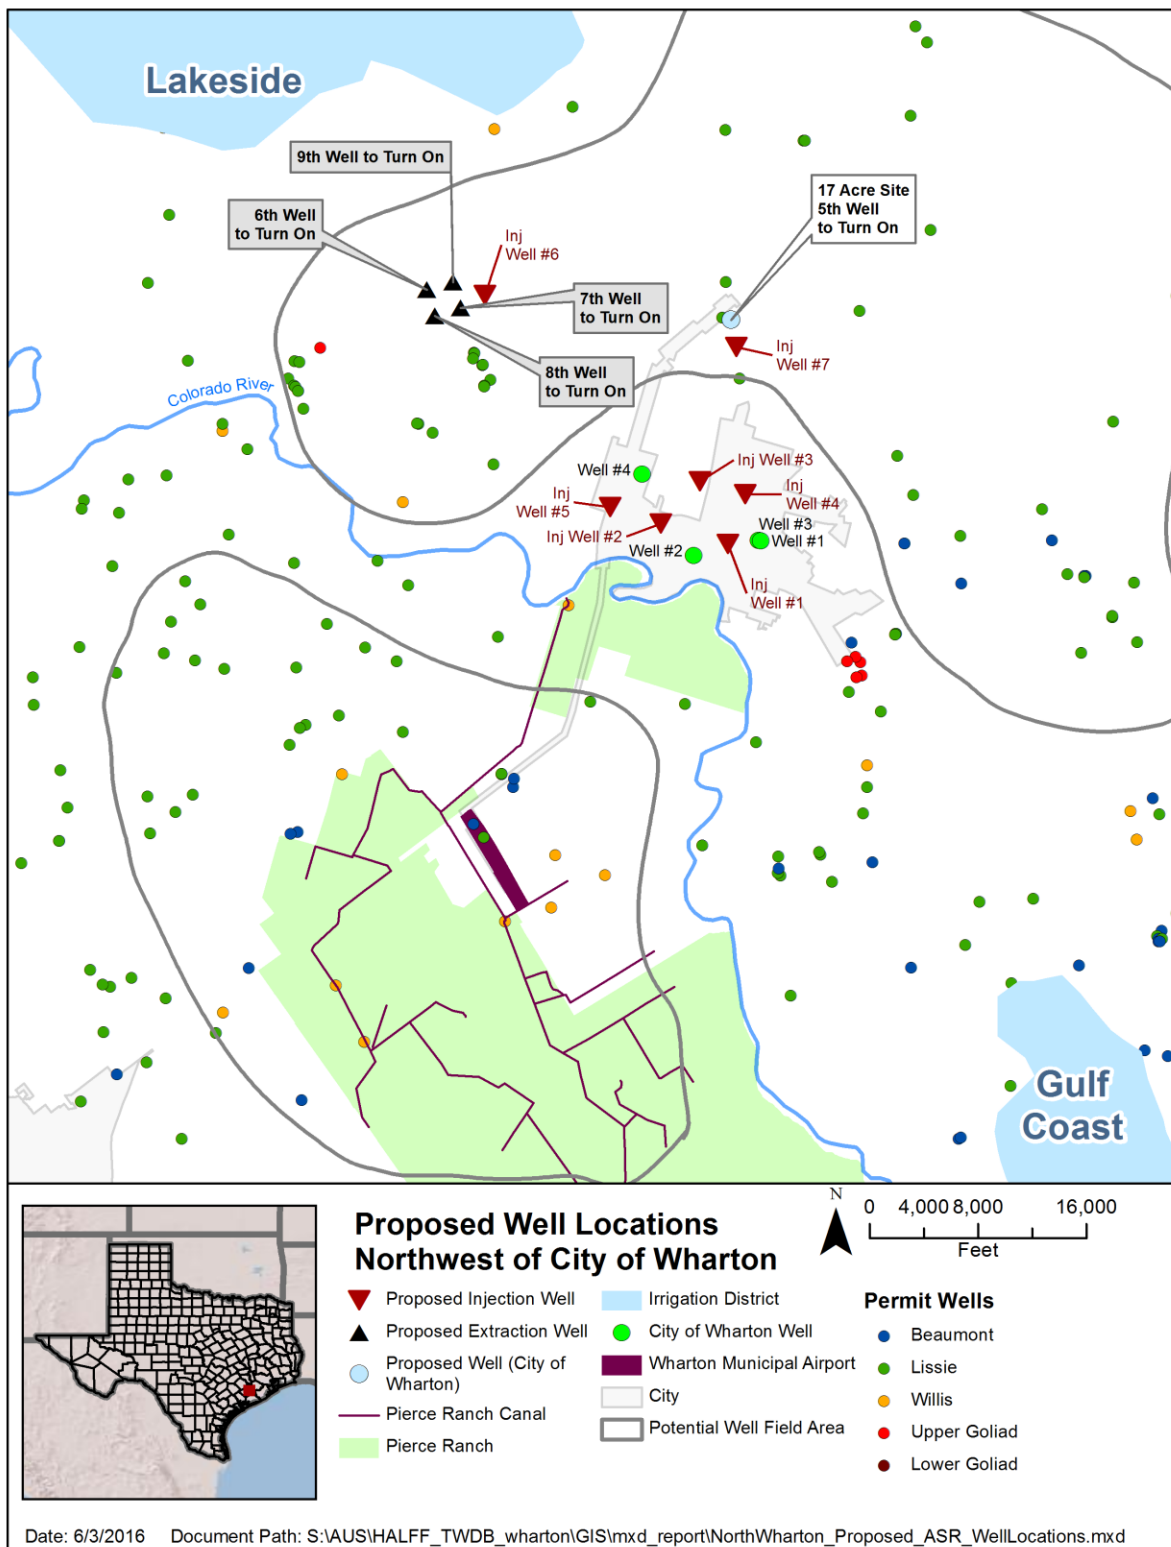 Lakeside
9th Well to Turn On
6th Well
to Turn On
17 Acre Site
5th Well
to Turn On
Inj
Well #6
7th Well
to Turn On
8th Well
to Turn On
Inj
Well #7
Colorado River
Well #4
Inj Well #3
Inj
Well #5
Inj
Well #4
Inj Well #2
Well #3
Well #1
Well #2
Inj
Well #1
Gulf
Coast
Proposed Well Locations
Northwest of City of Wharton
N
0 4,000 8,000 16,000
Feet
Proposed Injection Well
Proposed Extraction Well
Proposed Well (City of
Wharton)
Pierce Ranch Canal
Pierce Ranch
Irrigation District
City of Wharton Well
Wharton Municipal Airport
City
Potential Well Field Area
Permit Wells
Beaumont
Lissie
Willis
Upper Goliad
Lower Goliad
Date: 6/3/2016 Document Path: S:\AUS\HALFF_TWDB_wharton\GIS\mxd_report\NorthWharton_Proposed_ASR_WellLocations.mxd